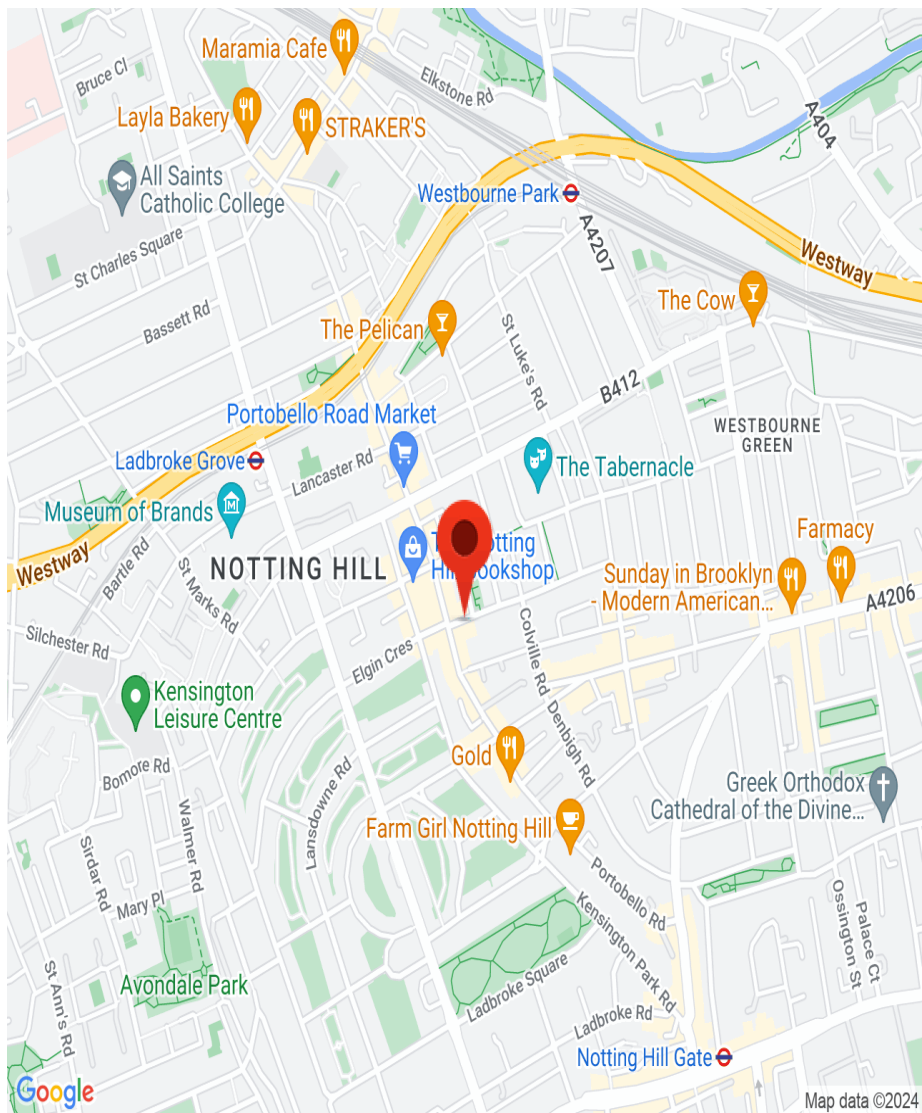 Maramia Cafe
Bruce Cl
Elkstone Rd
A404
Layla Bakery
STRAKER'S
All Saints
Catholic College
Westbourne Park
A4207
St Charles Square
Westway
The Cow
Bassett Rd
The Pelican
St Luke's Rd
B412
Portobello Road Market
WESTBOURNE
GREEN
Ladbroke Grove
Lancaster Rd
The Tabernacle
Museum of Brands
Westway
Bartle Rd
St Marks Rd
NOTTING HILL
Notting
Bookshop
Farmacy
Sunday in Brooklyn
- Modern American...
A4206
Silchester Rd
Elgin Cres
Colville Rd
Kensington
Leisure Centre
Denbigh Rd
Gold
Bomore Rd
Lansdowne Rd
Greek Orthodox
Cathedral of the Divine...
Walmer Rd
Farm Girl Notting Hill
Sirdar Rd
Mary Pl
Portobello Rd
Kensington Park Rd
Ossington St
Palace Ct
St Ann's Rd
Avondale Park
Ladbroke Square
Ladbroke Rd
Notting Hill Gate
Google
Map data ©2024